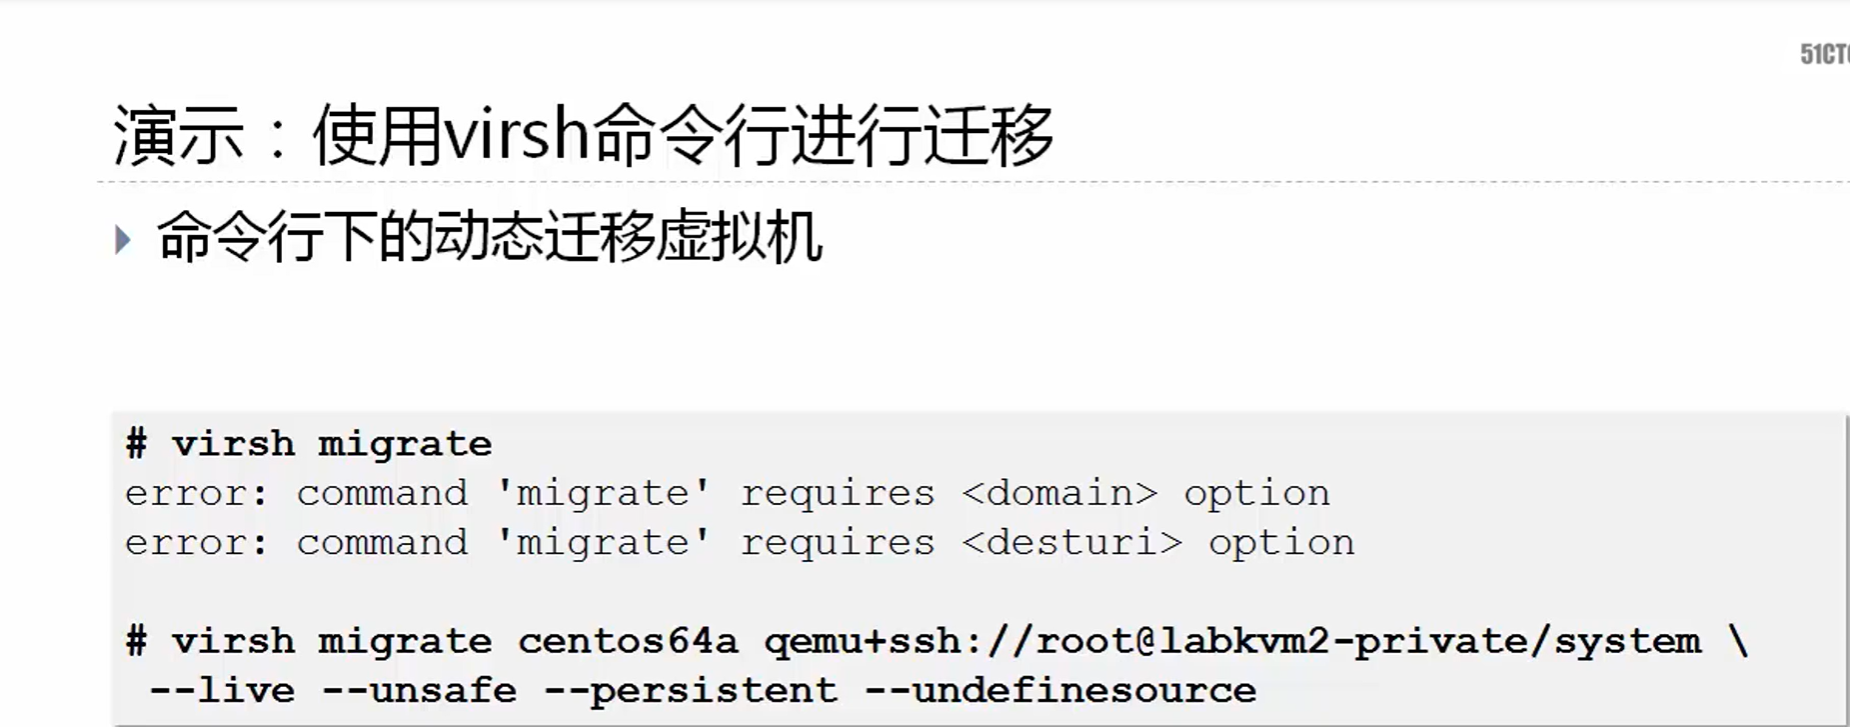 51CT
演示：使用virsh命令行进行迁移
命令行下的动态迁移虚拟机
# virsh migrate
error: command 'migrate' requires <domain> option
error: command 'migrate' requires <desturi> option
# virsh migrate centos64a qemu+ssh://root@labkvm2-private/system \
--live --unsafe --persistent --undefinesource